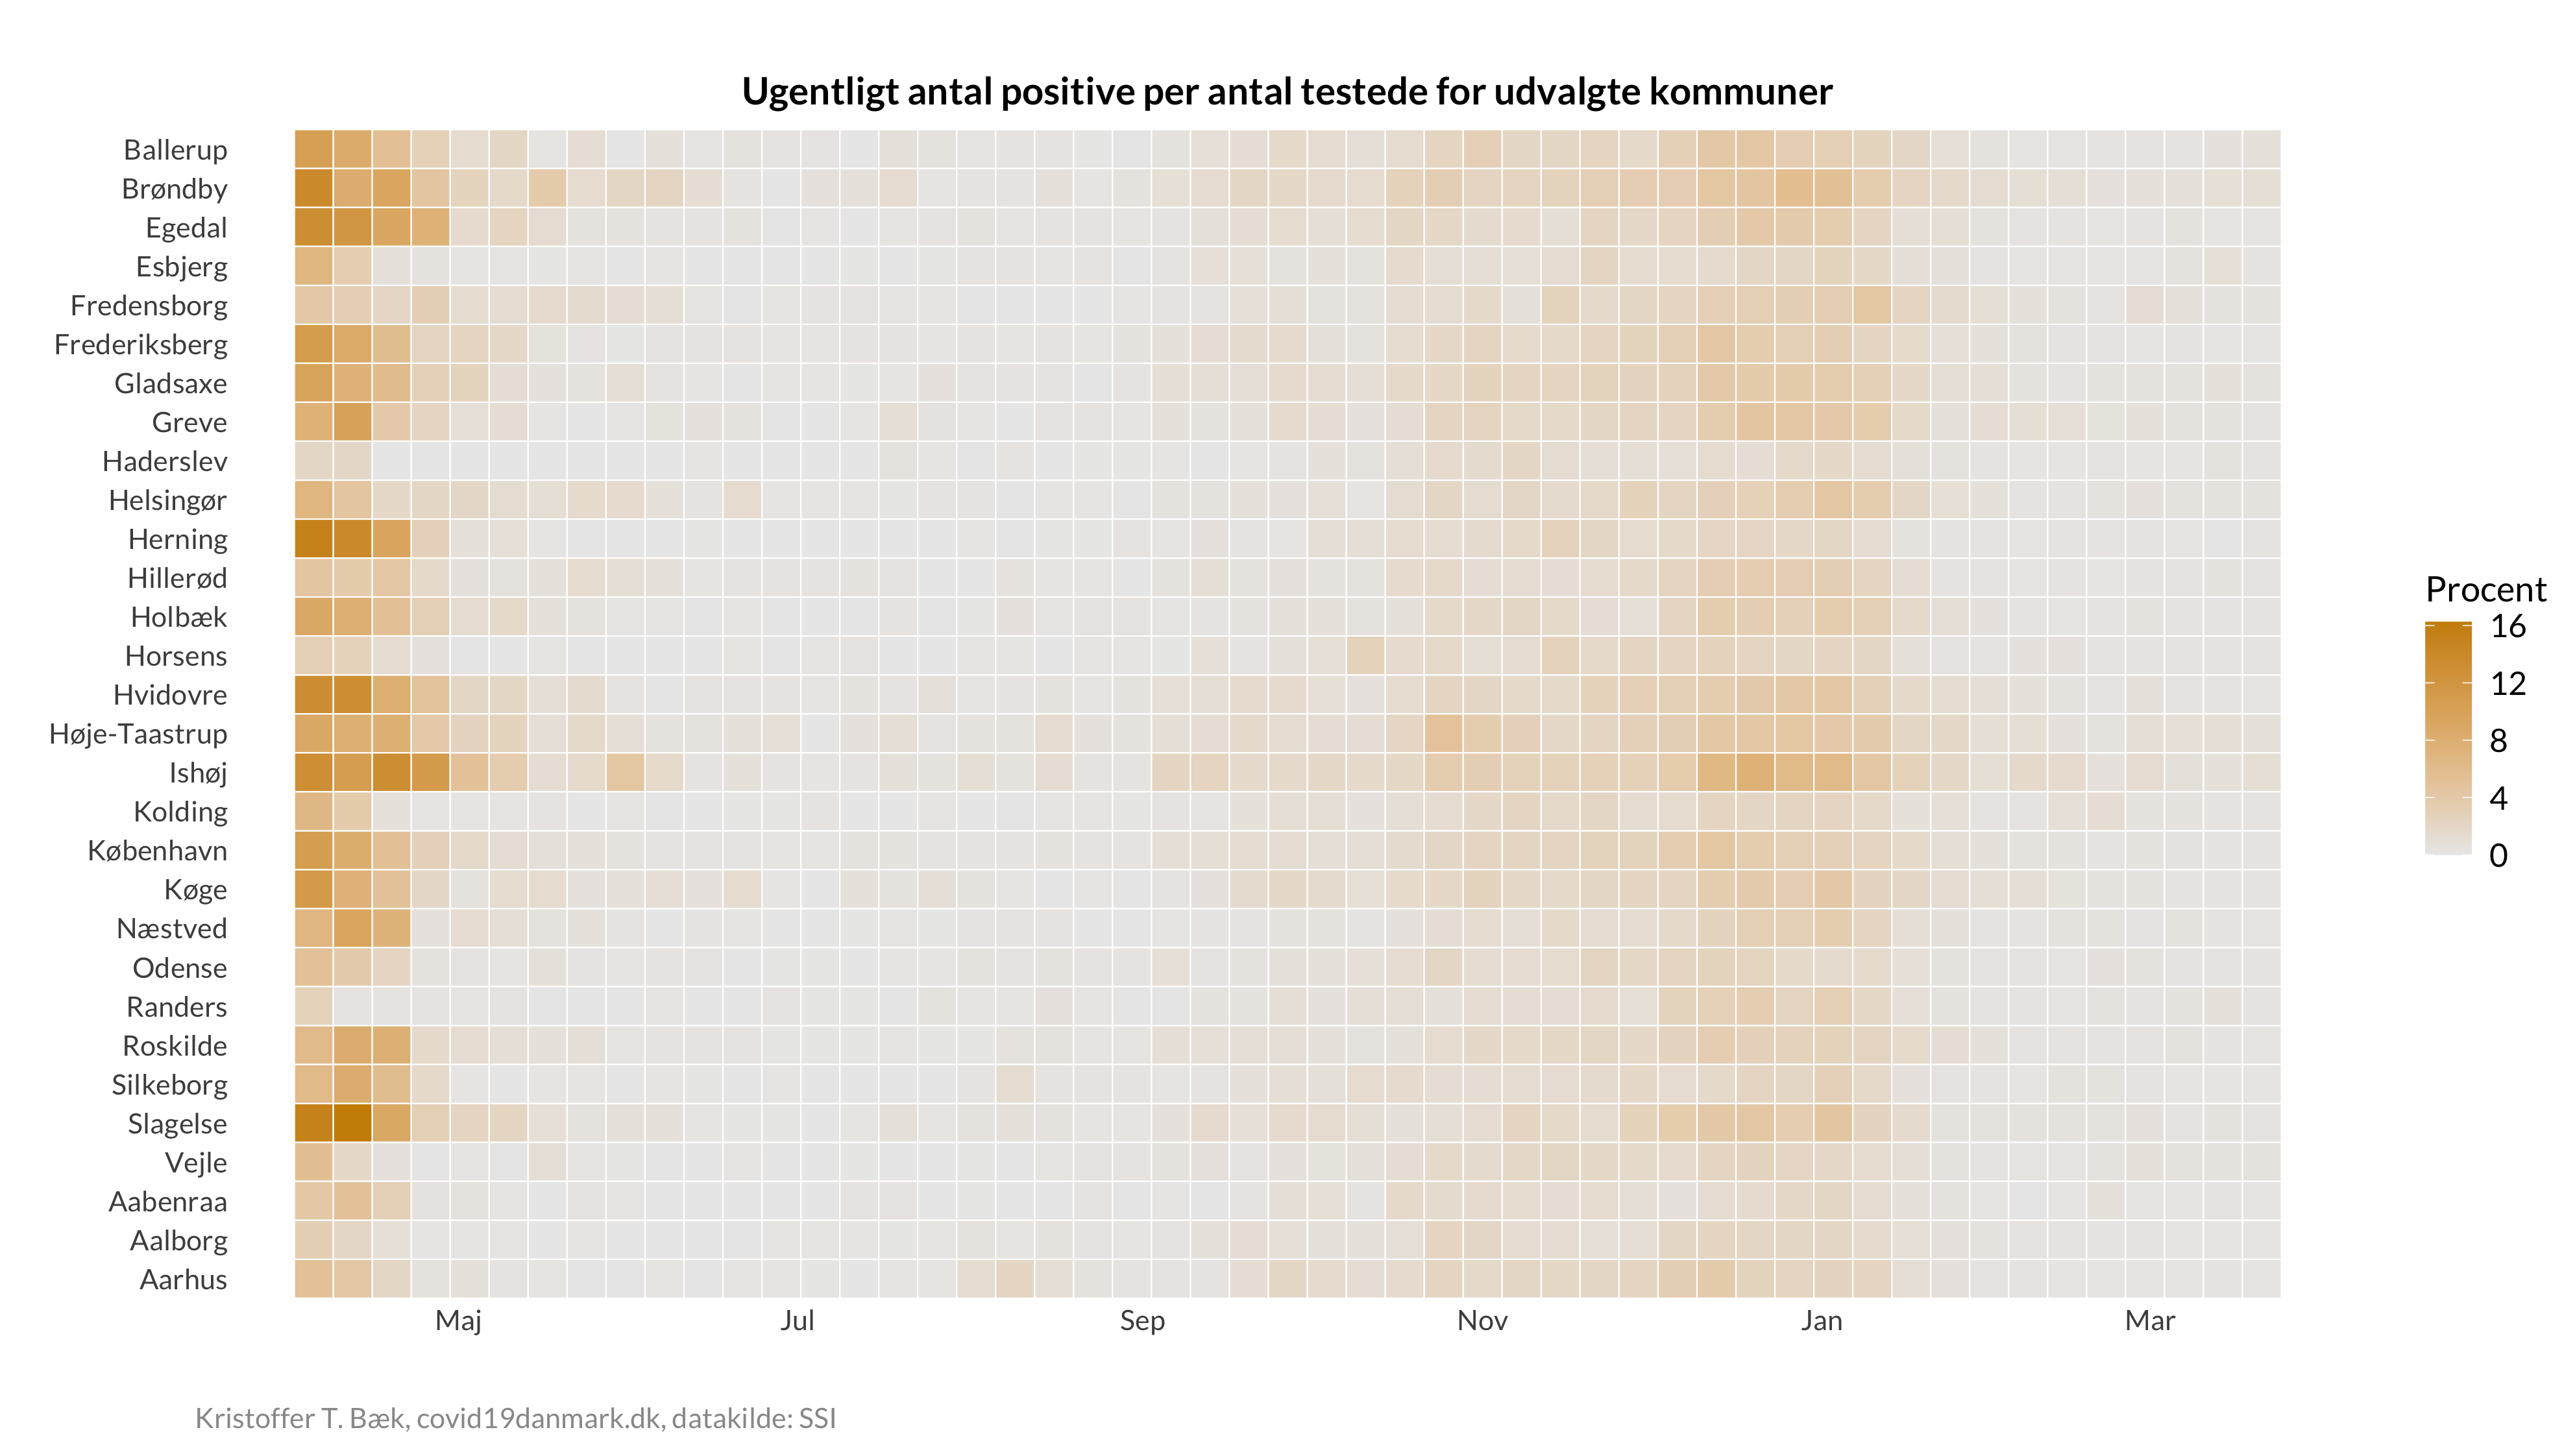 Ugentligt antal positive per antal testede for udvalgte kommuner
Ballerup
Brøndby
Egedal
Esbjerg
Fredensborg
Frederiksberg
Gladsaxe
Greve
Haderslev
Helsingør
Herning
Hillerød
Holbæk
Horsens
Hvidovre
Høje-Taastrup
Ishøj
Kolding
København
Køge
Næstved
Odense
Randers
Roskilde
Silkeborg
Slagelse
Vejle
Aabenraa
Aalborg
Aarhus
Maj Jul Sep Nov Jan Mar
Procent
16
12
8
4
0
Kristoffer T. Bæk, covid19danmark.dk, datakilde: SSI